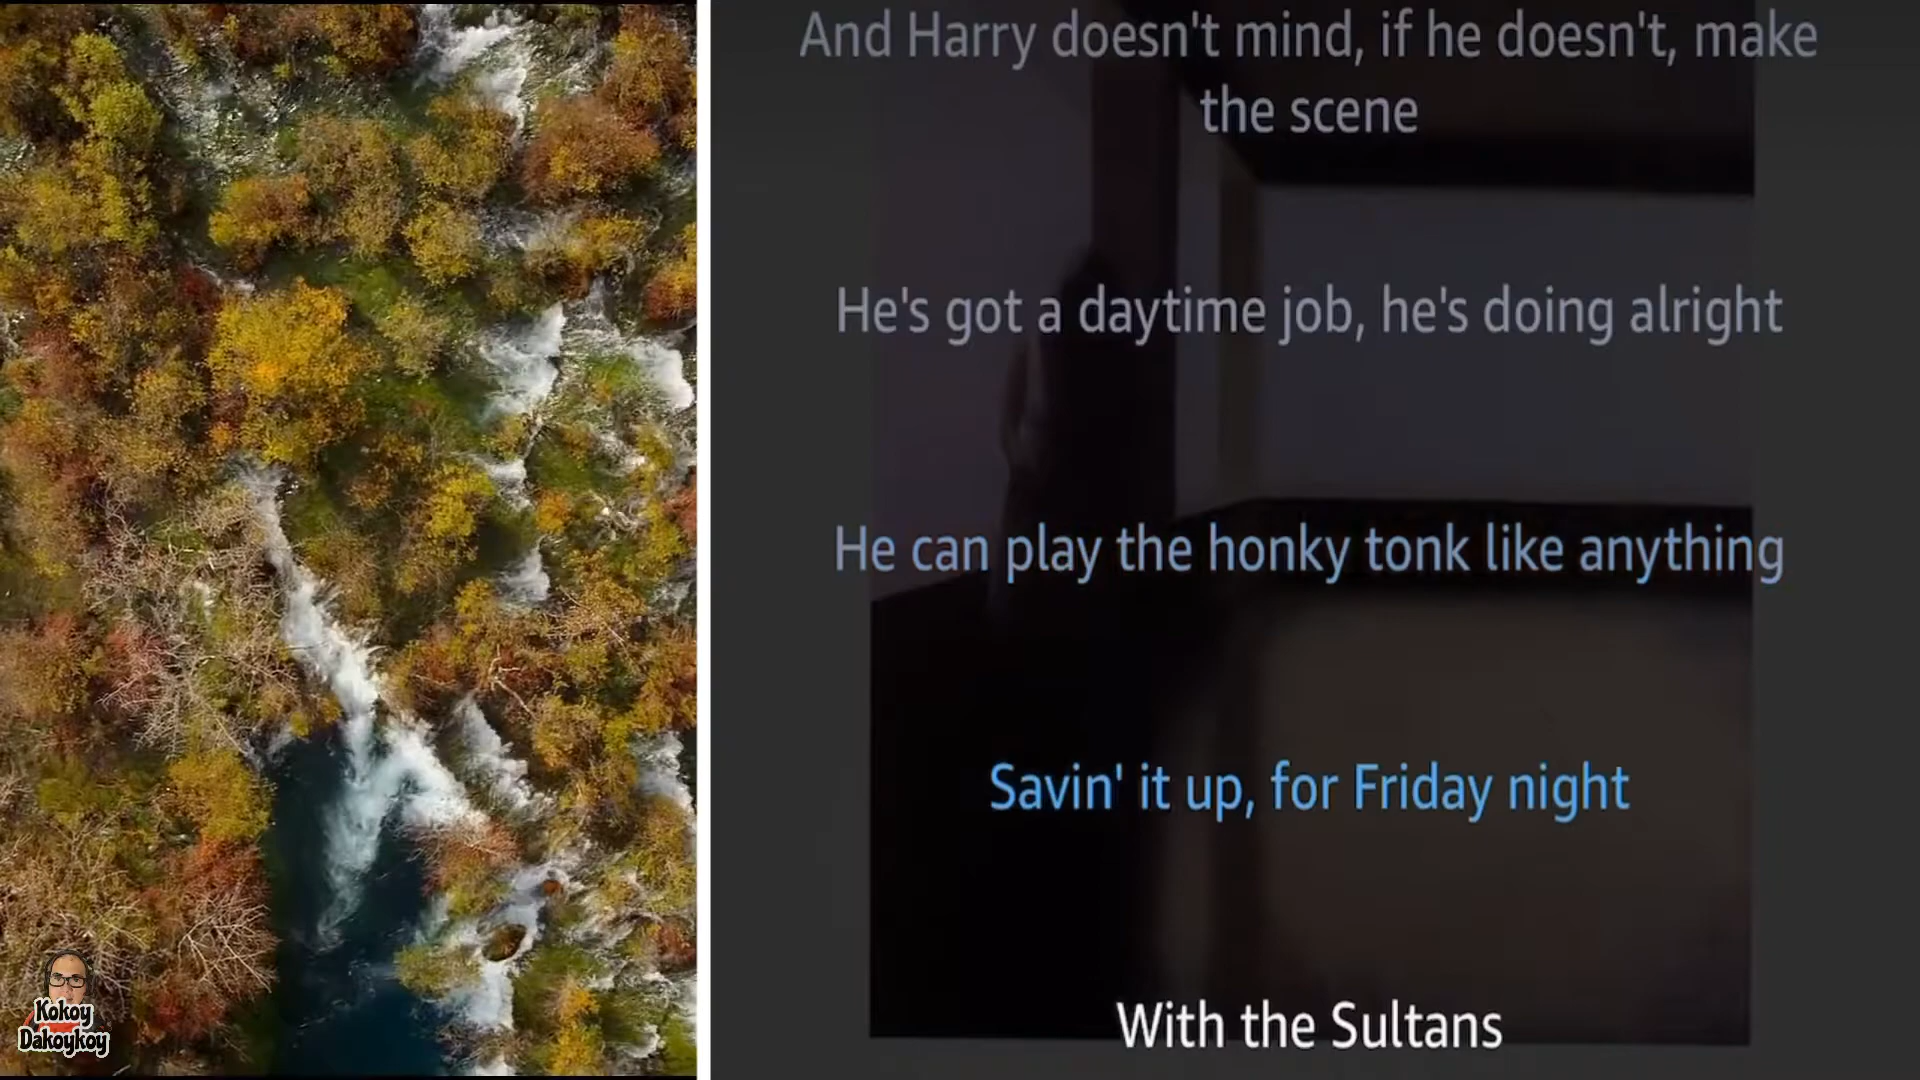 And Harry doesn't mind, if he doesn't, make
the scene
He's got a daytime job, he's doing alright
He can play the honky tonk like anything
Savin' it up, for Friday night
With the Sultans
Kokoy
Dakoykoy